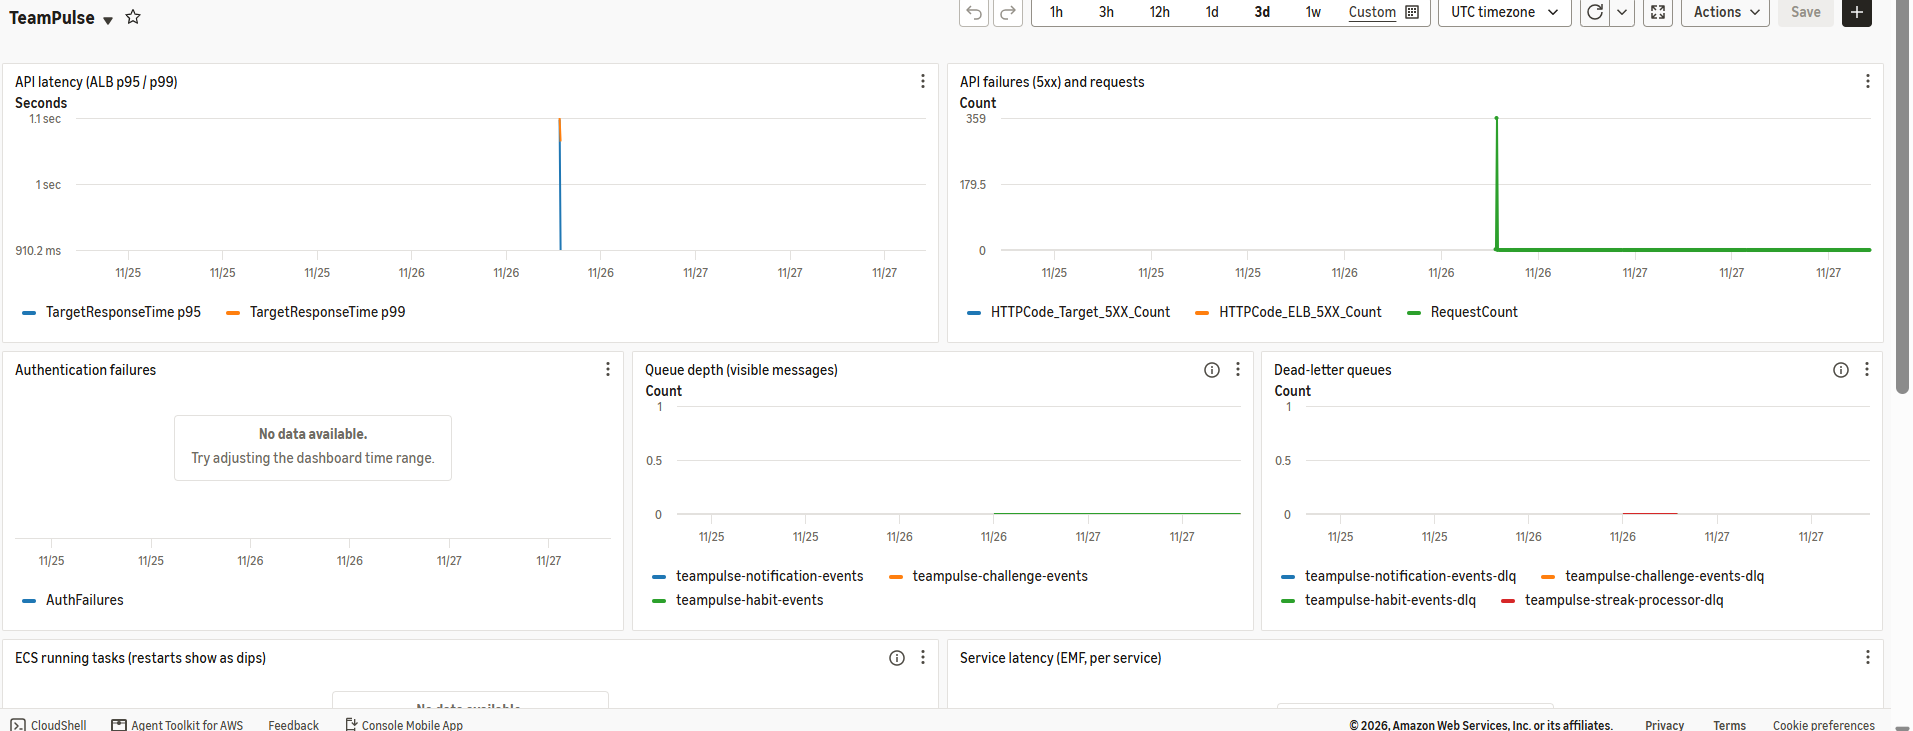 TeamPulse
1h 3h 12h 1d 3d 1w Custom UTC timezone Actions Save
API latency (ALB p95 / p99)
Seconds
1.1 sec
1 sec
910.2 ms
11/25 11/25 11/25 11/26 11/26 11/26 11/27 11/27 11/27
TargetResponseTime p95 TargetResponseTime p99
API failures (5xx) and requests
Count
359
179.5
0
11/25 11/25 11/25 11/26 11/26 11/26 11/27 11/27 11/27
HTTPCode_Target_5XX_Count HTTPCode_ELB_5XX_Count RequestCount
Authentication failures
No data available.
Try adjusting the dashboard time range.
11/25 11/25 11/26 11/26 11/27 11/27
AuthFailures
Queue depth (visible messages)
Count
1
0.5
0
11/25 11/25 11/26 11/26 11/27 11/27
teampulse-notification-events teampulse-challenge-events
teampulse-habit-events
Dead-letter queues
Count
1
0.5
0
11/25 11/25 11/26 11/26 11/27 11/27
teampulse-notification-events-dlq teampulse-challenge-events-dlq
teampulse-habit-events-dlq teampulse-streak-processor-dlq
ECS running tasks (restarts show as dips)
No data available.
Service latency (EMF, per service)
CloudShell Agent Toolkit for AWS Feedback Console Mobile App
© 2026, Amazon Web Services, Inc. or its affiliates. Privacy Terms Cookie preferences